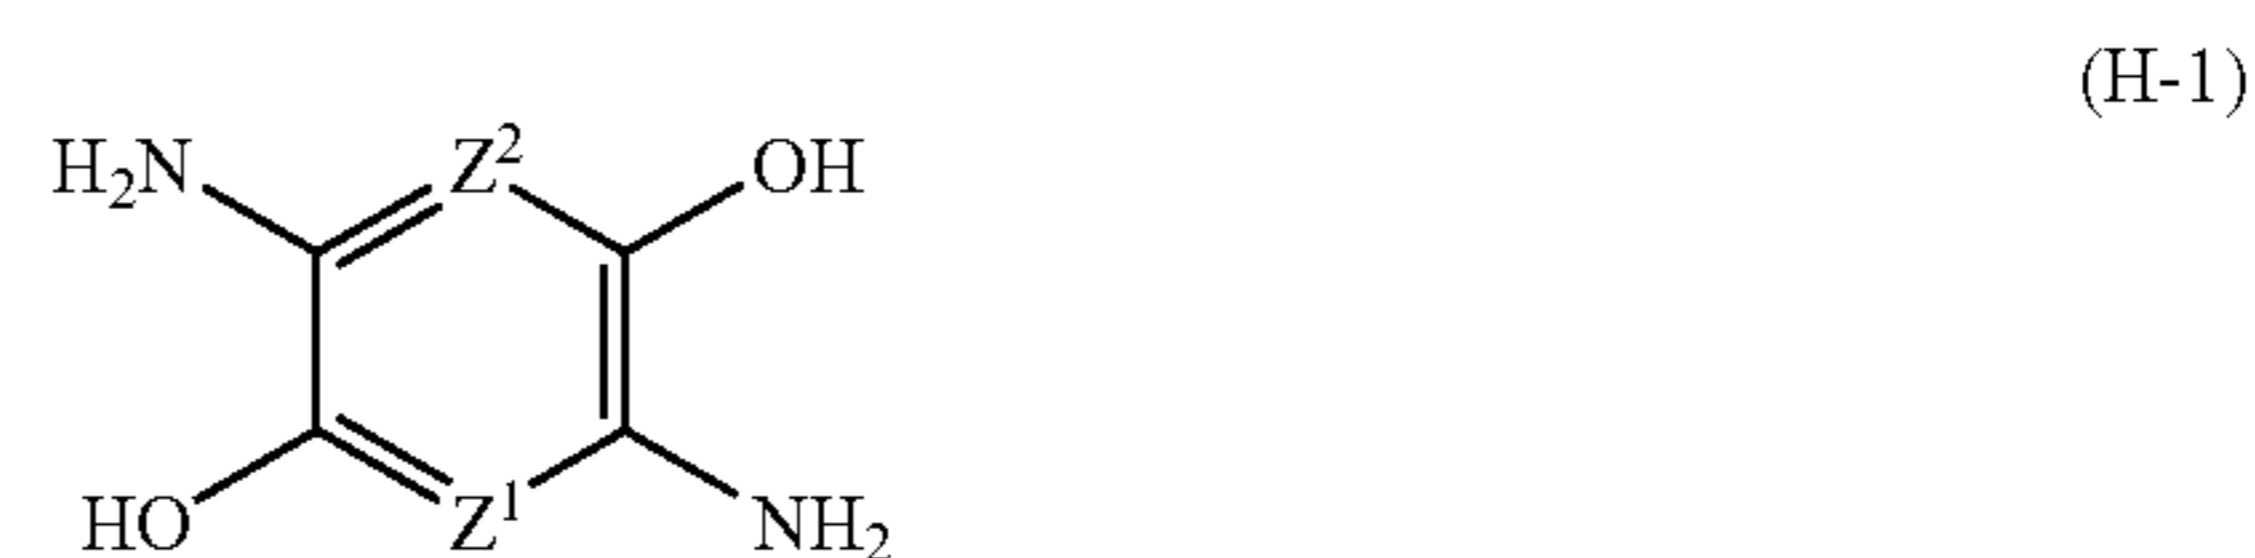 (H-1)
H₂N Z² OH
HO Z¹ NH₂